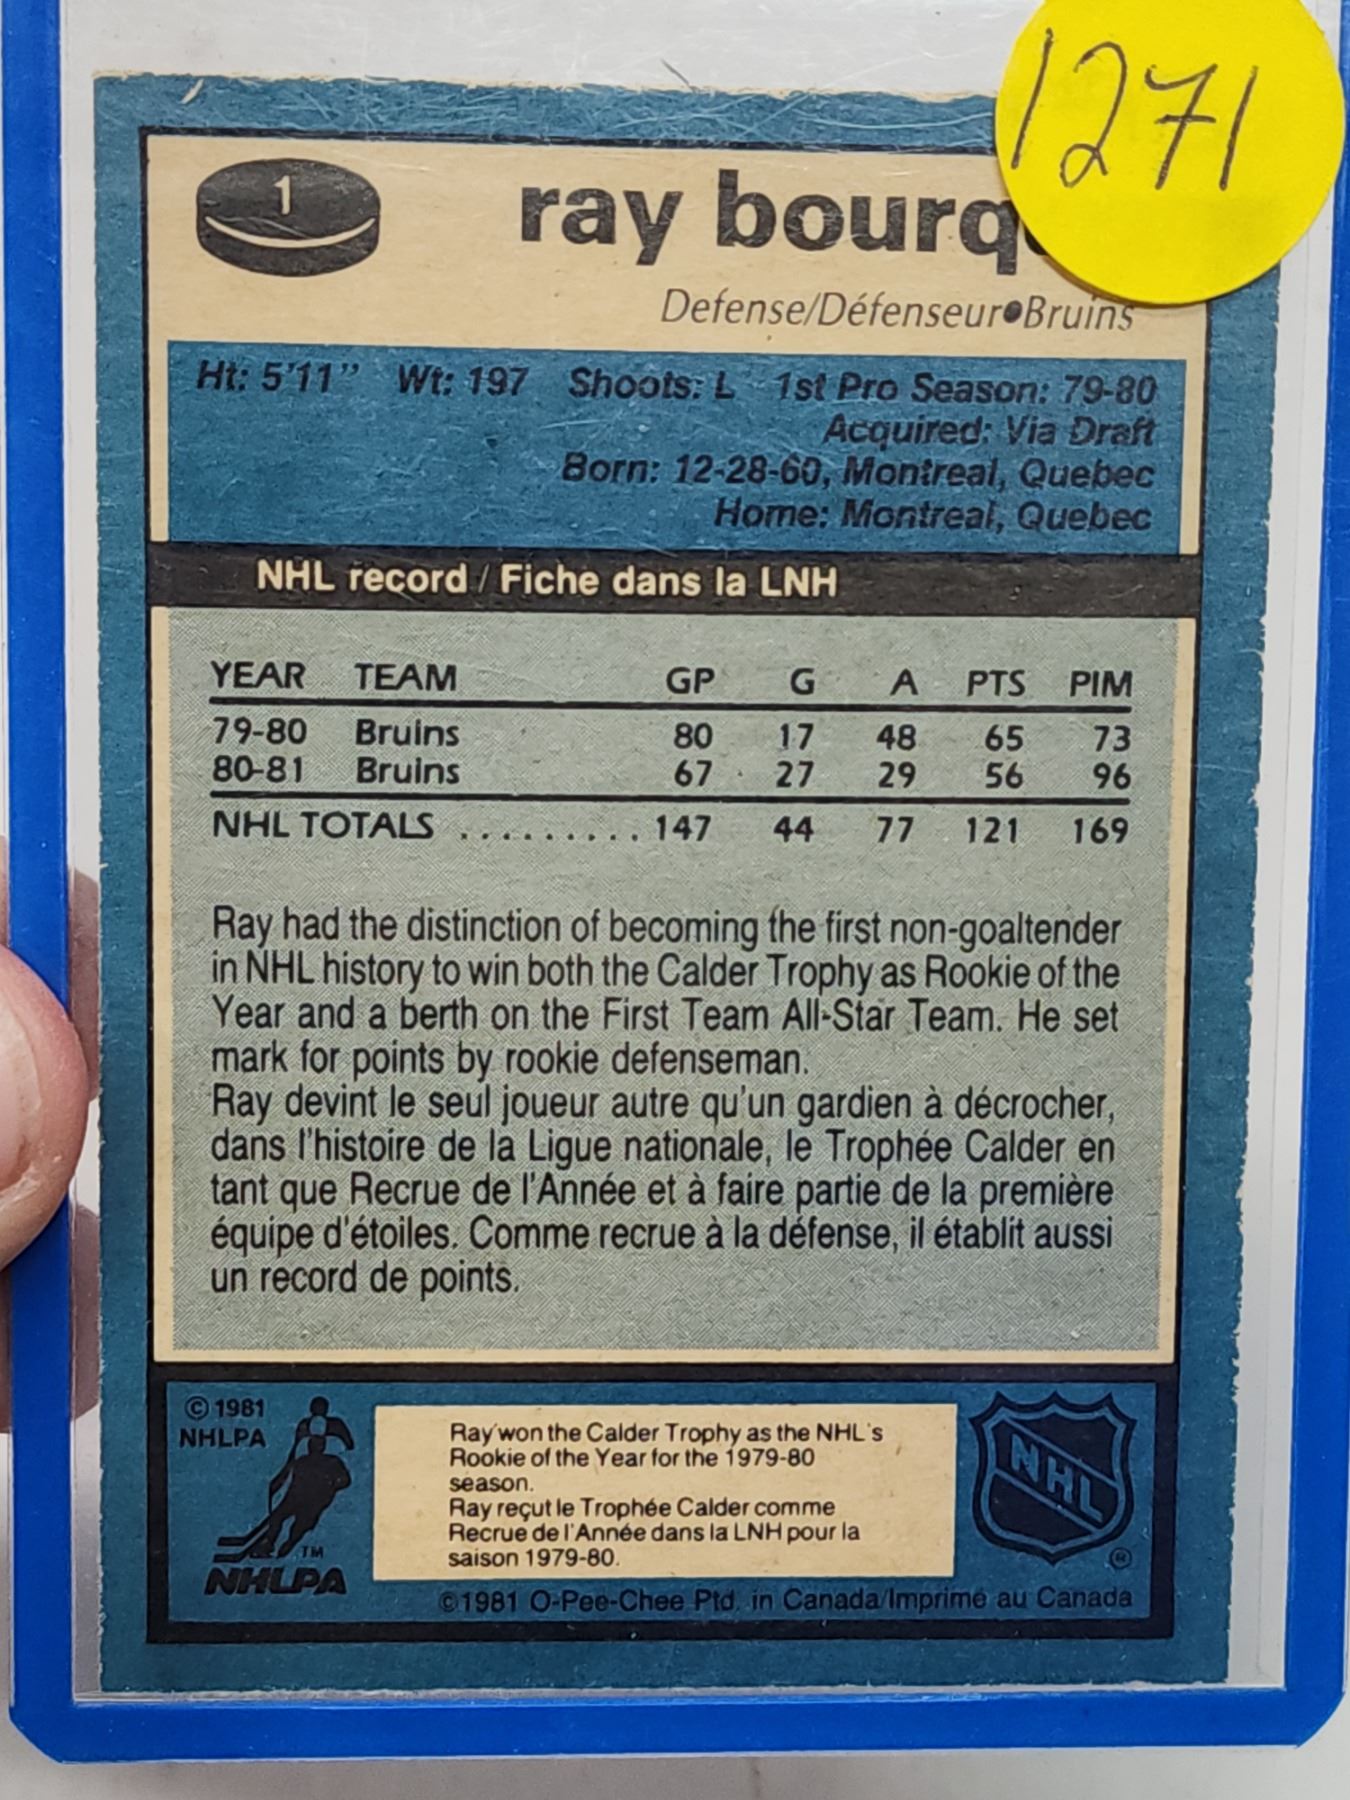 1271
1
ray bourq
Defense/Défenseur•Bruins
Ht: 5'11" Wt: 197 Shoots: L 1st Pro Season: 79-80
Acquired: Via Draft
Born: 12-28-60, Montreal, Quebec
Home: Montreal, Quebec
NHL record / Fiche dans la LNH
YEAR TEAM GP G A PTS PIM
79-80 Bruins 80 17 48 65 73
80-81 Bruins 67 27 29 56 96
NHL TOTALS ......... 147 44 77 121 169
Ray had the distinction of becoming the first non-goaltender
in NHL history to win both the Calder Trophy as Rookie of the
Year and a berth on the First Team All-Star Team. He set
mark for points by rookie defenseman.
Ray devint le seul joueur autre qu'un gardien à décrocher,
dans l'histoire de la Ligue nationale, le Trophée Calder en
tant que Recrue de l'Année et à faire partie de la première
équipe d'étoiles. Comme recrue à la défense, il établit aussi
un record de points.
© 1981
NHLPA
TM
NHLPA
Ray won the Calder Trophy as the NHL's
Rookie of the Year for the 1979-80
season.
Ray reçut le Trophée Calder comme
Recrue de l'Année dans la LNH pour la
saison 1979-80.
NHL
®
©1981 O-Pee-Chee Ptd. in Canada/Imprimé au Canada